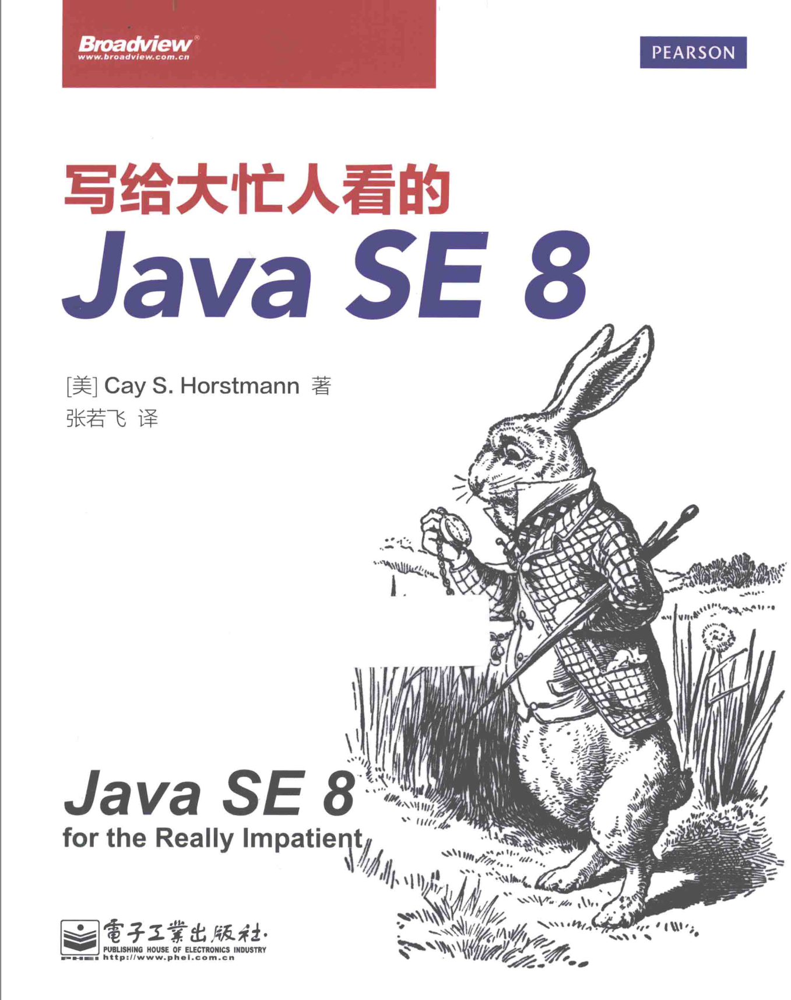 Broadview®
www.broadview.com.cn
PEARSON
写给大忙人看的
Java SE 8
[美] Cay S. Horstmann 著
张若飞 译
Java SE 8
for the Really Impatient
電子工業出版社·
PUBLISHING HOUSE OF ELECTRONICS INDUSTRY
PHEI http://www.phei.com.cn